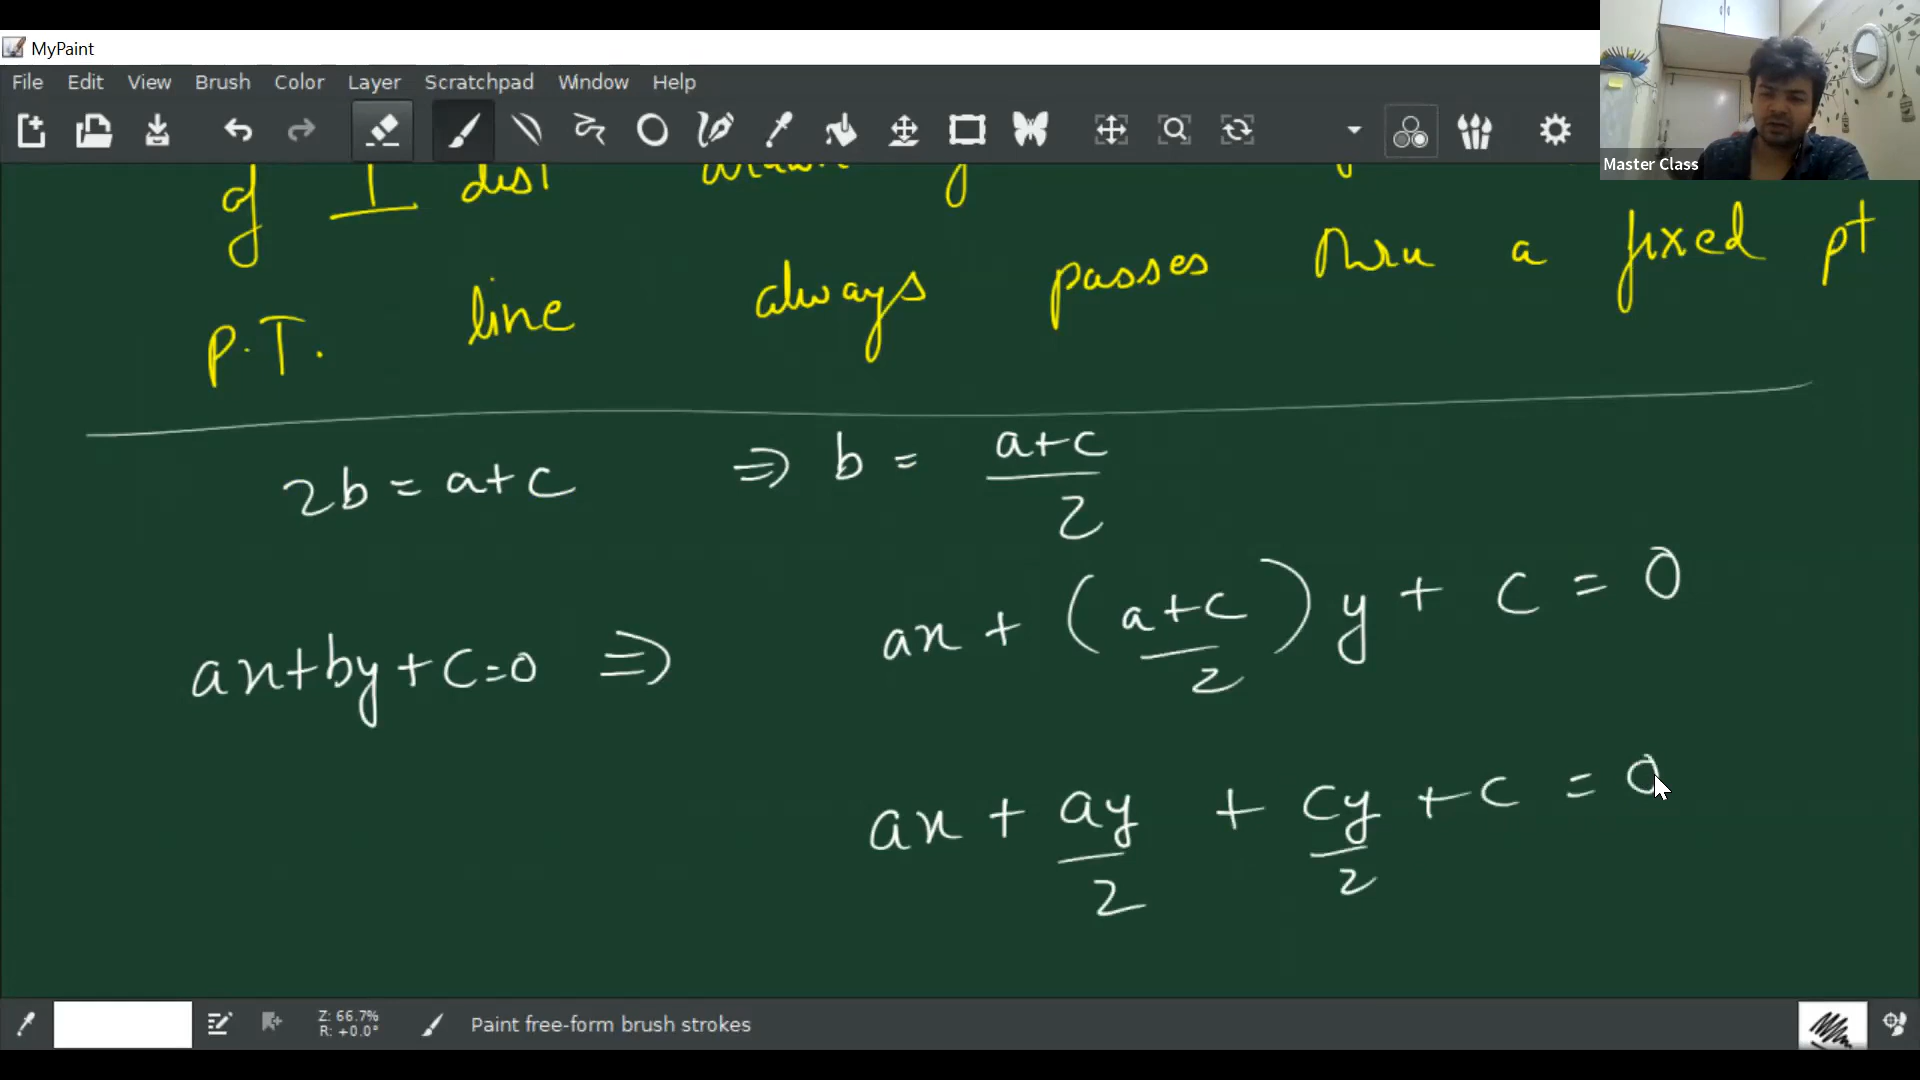 MyPaint
File Edit View Brush Color Layer Scratchpad Window Help
Master Class
of ⊥ dist
always passes thru a fixed pt
P.T. line
2b = a+c ⇒ b = a+c/2
ax+by+c=0 ⇒ ax + (a+c/2)y + c = 0
ax + ay/2 + cy/2 + c = 0
Z: 66.7%
R: +0.0°
Paint free-form brush strokes